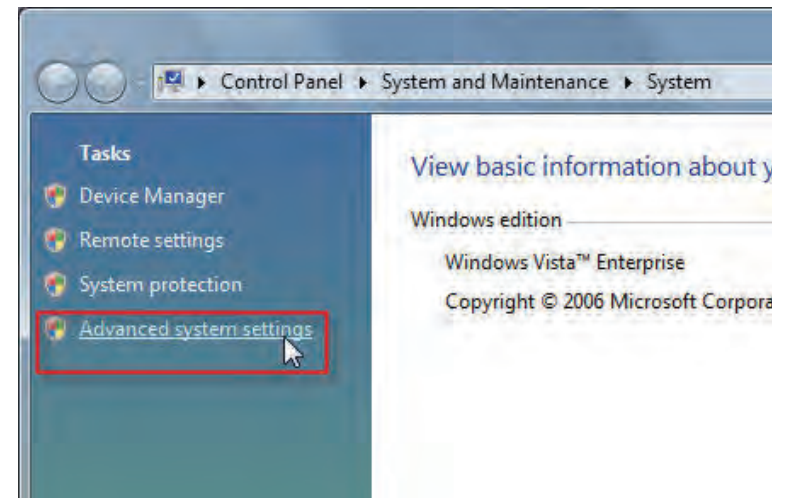 Control Panel ▸ System and Maintenance ▸ System
Tasks
Device Manager
Remote settings
System protection
Advanced system settings
View basic information about y
Windows edition
Windows Vista™ Enterprise
Copyright © 2006 Microsoft Corpora